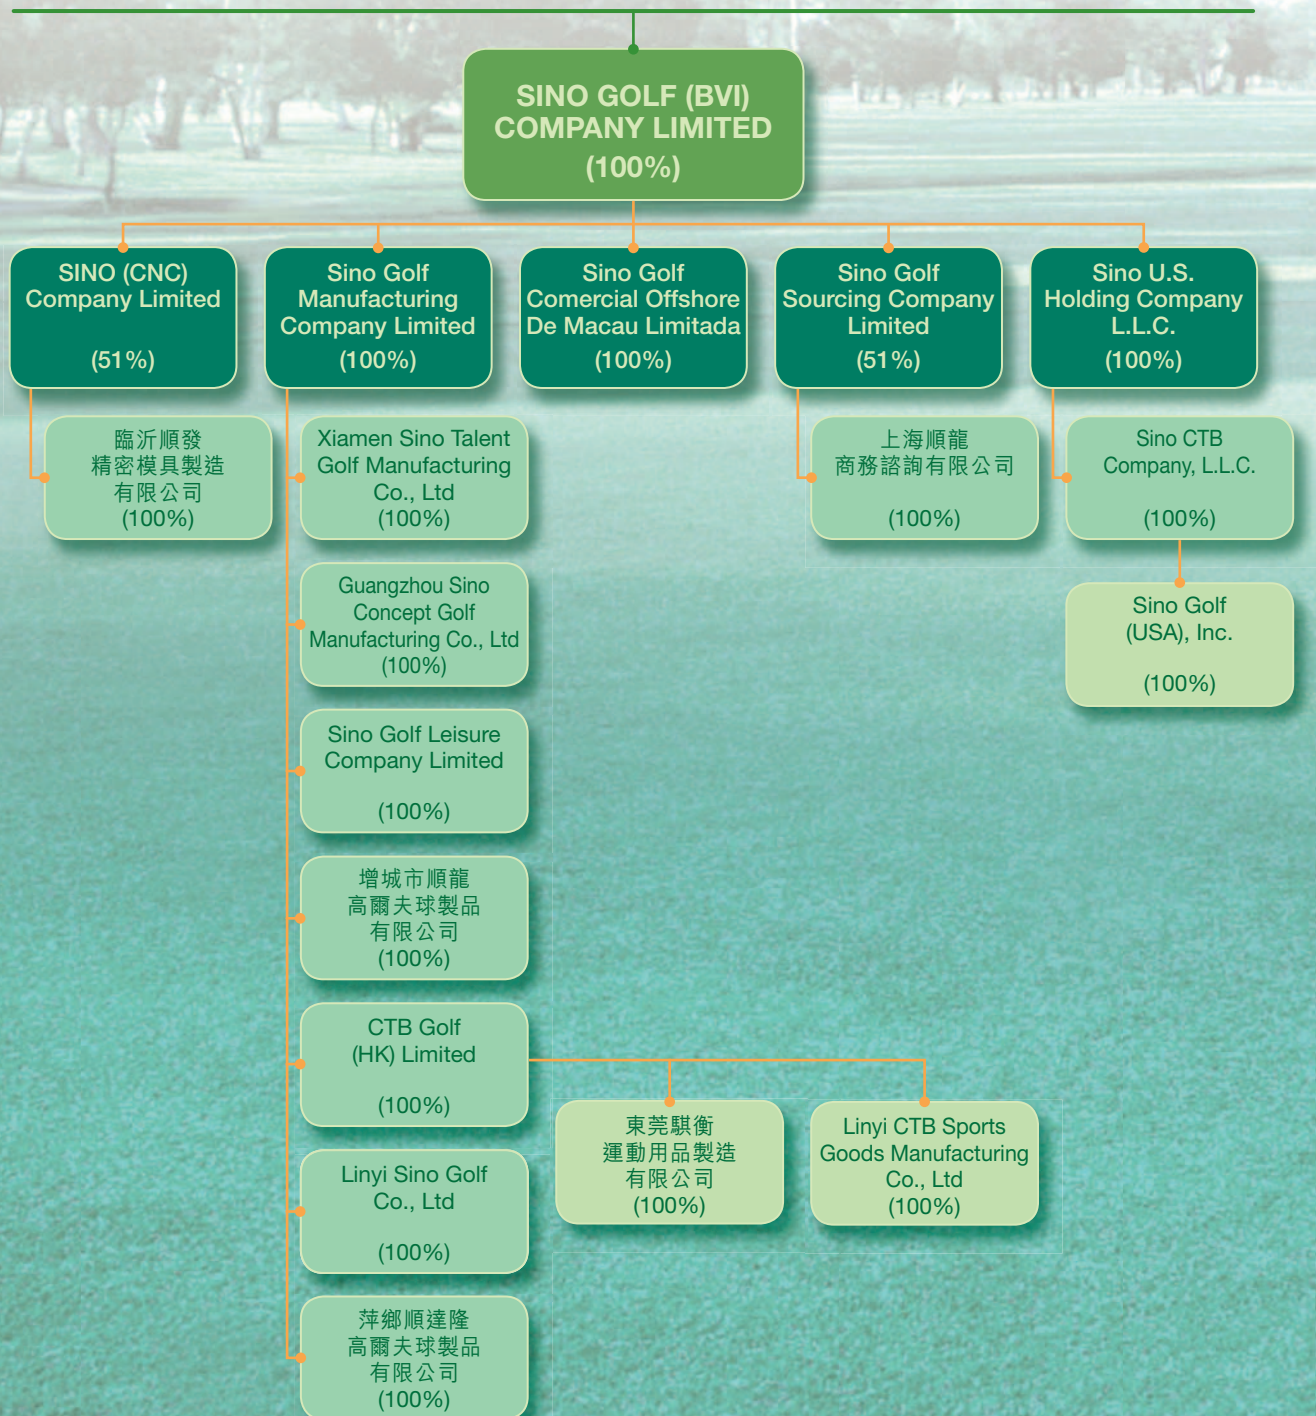 SINO GOLF (BVI)
COMPANY LIMITED
(100%)
SINO (CNC)
Company Limited
(51%)
Sino Golf
Manufacturing
Company Limited
(100%)
Sino Golf
Comercial Offshore
De Macau Limitada
(100%)
Sino Golf
Sourcing Company
Limited
(51%)
Sino U.S.
Holding Company
L.L.C.
(100%)
臨沂順發
精密模具製造
有限公司
(100%)
Xiamen Sino Talent
Golf Manufacturing
Co., Ltd
(100%)
上海順龍
商務諮詢有限公司
(100%)
Sino CTB
Company, L.L.C.
(100%)
Guangzhou Sino
Concept Golf
Manufacturing Co., Ltd
(100%)
Sino Golf
(USA), Inc.
(100%)
Sino Golf Leisure
Company Limited
(100%)
增城市順龍
高爾夫球製品
有限公司
(100%)
CTB Golf
(HK) Limited
(100%)
東莞騏衡
運動用品製造
有限公司
(100%)
Linyi CTB Sports
Goods Manufacturing
Co., Ltd
(100%)
Linyi Sino Golf
Co., Ltd
(100%)
萍鄉順達隆
高爾夫球製品
有限公司
(100%)